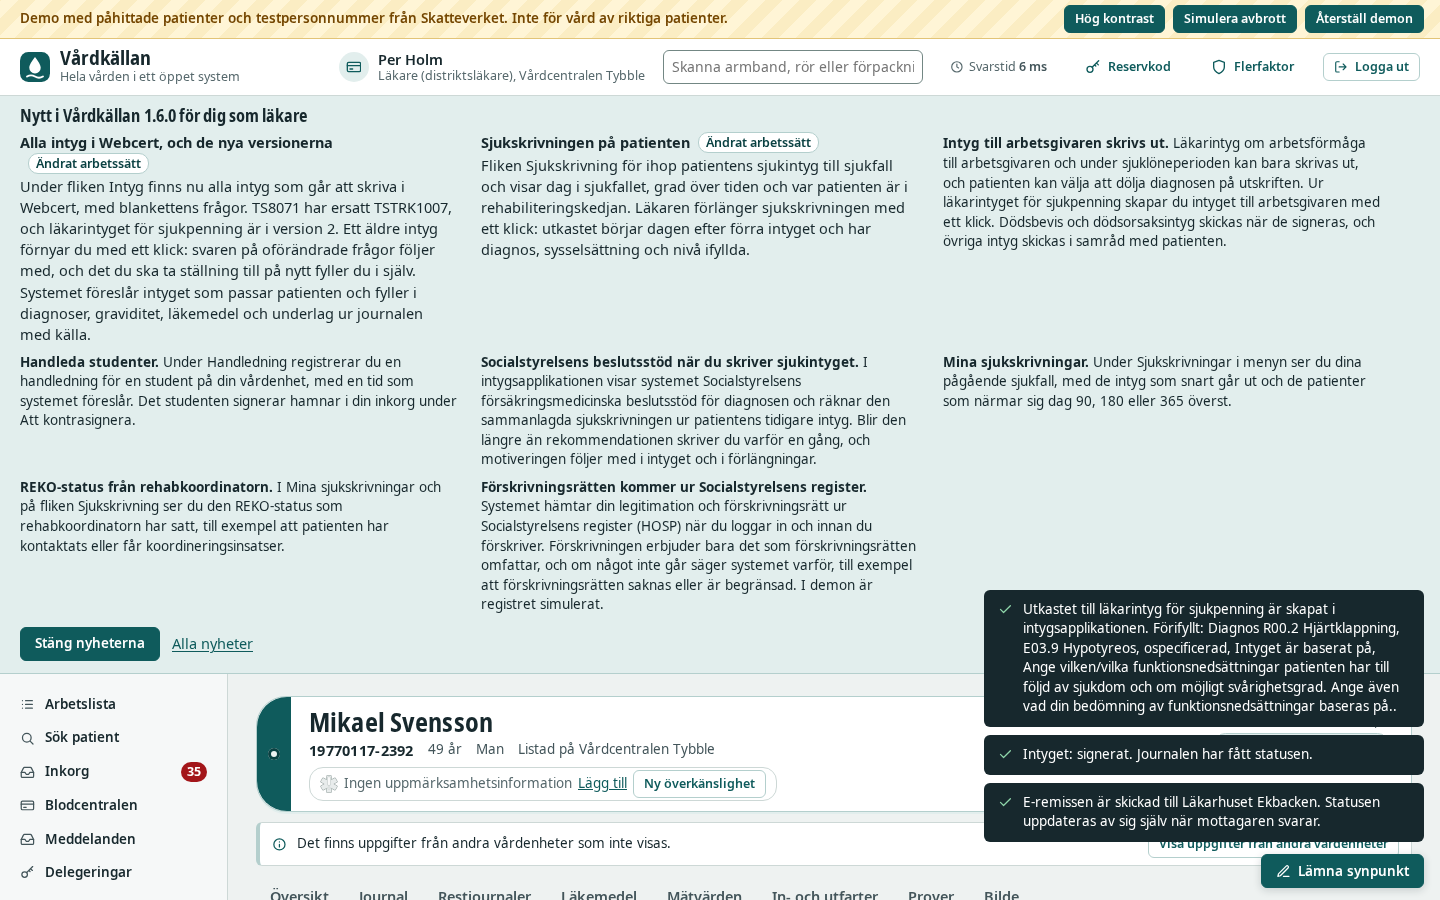 Demo med påhittade patienter och testpersonnummer från Skatteverket. Inte för vård av riktiga patienter.
Hög kontrast
Simulera avbrott
Återställ demon
Vårdkällan
Hela vården i ett öppet system
Per Holm
Läkare (distriktsläkare), Vårdcentralen Tybble
Skanna armband, rör eller förpackni
Svarstid 6 ms
Reservkod
Flerfaktor
Logga ut
Nytt i Vårdkällan 1.6.0 för dig som läkare
Alla intyg i Webcert, och de nya versionerna
Ändrat arbetssätt
Under fliken Intyg finns nu alla intyg som går att skriva i
Webcert, med blankettens frågor. TS8071 har ersatt TSTRK1007,
och läkarintyget för sjukpenning är i version 2. Ett äldre intyg
förnyar du med ett klick: svaren på oförändrade frågor följer
med, och det du ska ta ställning till på nytt fyller du i själv.
Systemet föreslår intyget som passar patienten och fyller i
diagnoser, graviditet, läkemedel och underlag ur journalen
med källa.
Sjukskrivningen på patienten
Ändrat arbetssätt
Fliken Sjukskrivning för ihop patientens sjukintyg till sjukfall
och visar dag i sjukfallet, grad över tiden och var patienten är i
rehabiliteringskedjan. Läkaren förlänger sjukskrivningen med
ett klick: utkastet börjar dagen efter förra intyget och har
diagnos, sysselsättning och nivå ifyllda.
Intyg till arbetsgivaren skrivs ut. Läkarintyg om arbetsförmåga
till arbetsgivaren och under sjuklöneperioden kan bara skrivas ut,
och patienten kan välja att dölja diagnosen på utskriften. Ur
läkarintyget för sjukpenning skapar du intyget till arbetsgivaren med
ett klick. Dödsbevis och dödsorsaksintyg skickas när de signeras, och
övriga intyg skickas i samråd med patienten.
Handleda studenter. Under Handledning registrerar du en
handledning för en student på din vårdenhet, med en tid som
systemet föreslår. Det studenten signerar hamnar i din inkorg under
Att kontrasignera.
Socialstyrelsens beslutsstöd när du skriver sjukintyget. I
intygsapplikationen visar systemet Socialstyrelsens
försäkringsmedicinska beslutsstöd för diagnosen och räknar den
sammanlagda sjukskrivningen ur patientens tidigare intyg. Blir den
längre än rekommendationen skriver du varför en gång, och
motiveringen följer med i intyget och i förlängningar.
Mina sjukskrivningar. Under Sjukskrivningar i menyn ser du dina
pågående sjukfall, med de intyg som snart går ut och de patienter
som närmar sig dag 90, 180 eller 365 överst.
REKO-status från rehabkoordinatorn. I Mina sjukskrivningar och
på fliken Sjukskrivning ser du den REKO-status som
rehabkoordinatorn har satt, till exempel att patienten har
kontaktats eller får koordineringsinsatser.
Förskrivningsrätten kommer ur Socialstyrelsens register.
Systemet hämtar din legitimation och förskrivningsrätt ur
Socialstyrelsens register (HOSP) när du loggar in och innan du
förskriver. Förskrivningen erbjuder bara det som förskrivningsrätten
omfattar, och om något inte går säger systemet varför, till exempel
att förskrivningsrätten saknas eller är begränsad. I demon är
registret simulerat.
Stäng nyheterna
Alla nyheter
Utkastet till läkarintyg för sjukpenning är skapat i
intygsapplikationen. Förifyllt: Diagnos R00.2 Hjärtklappning,
E03.9 Hypotyreos, ospecificerad, Intyget är baserat på,
Ange vilken/vilka funktionsnedsättningar patienten har till
följd av sjukdom och om möjligt svårighetsgrad. Ange även
vad din bedömning av funktionsnedsättningar baseras på..
Intyget: signerat. Journalen har fått statusen.
E-remissen är skickad till Läkarhuset Ekbacken. Statusen
uppdateras av sig själv när mottagaren svarar.
Arbetslista
Sök patient
Inkorg
35
Blodcentralen
Meddelanden
Delegeringar
Mikael Svensson
19770117-2392
49 år
Man
Listad på Vårdcentralen Tybble
Ingen uppmärksamhetsinformation
Lägg till
Ny överkänslighet
Det finns uppgifter från andra vårdenheter som inte visas.
Visa uppgifter från andra vårdenheter
Lämna synpunkt
Översikt
Journal
Restjournaler
Läkemedel
Mätvärden
In- och utfarter
Prover
Bilde